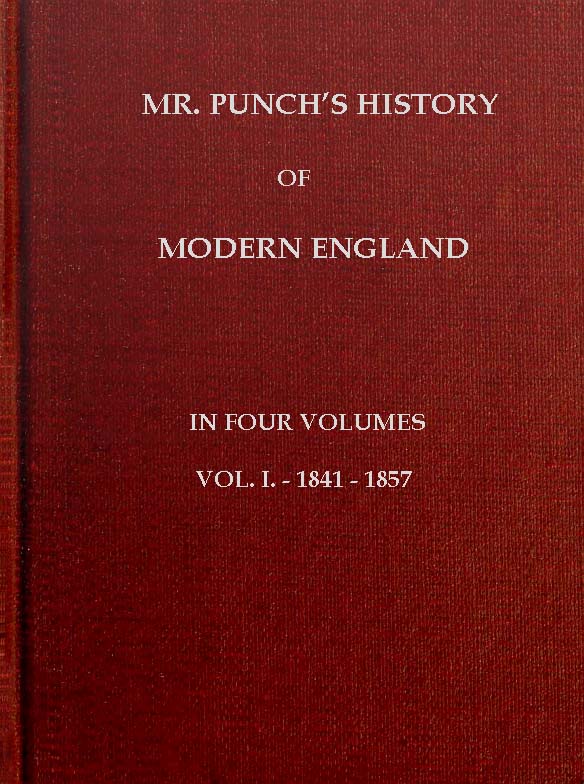 MR. PUNCH’S HISTORY
OF
MODERN ENGLAND
IN FOUR VOLUMES
VOL. I. - 1841 - 1857